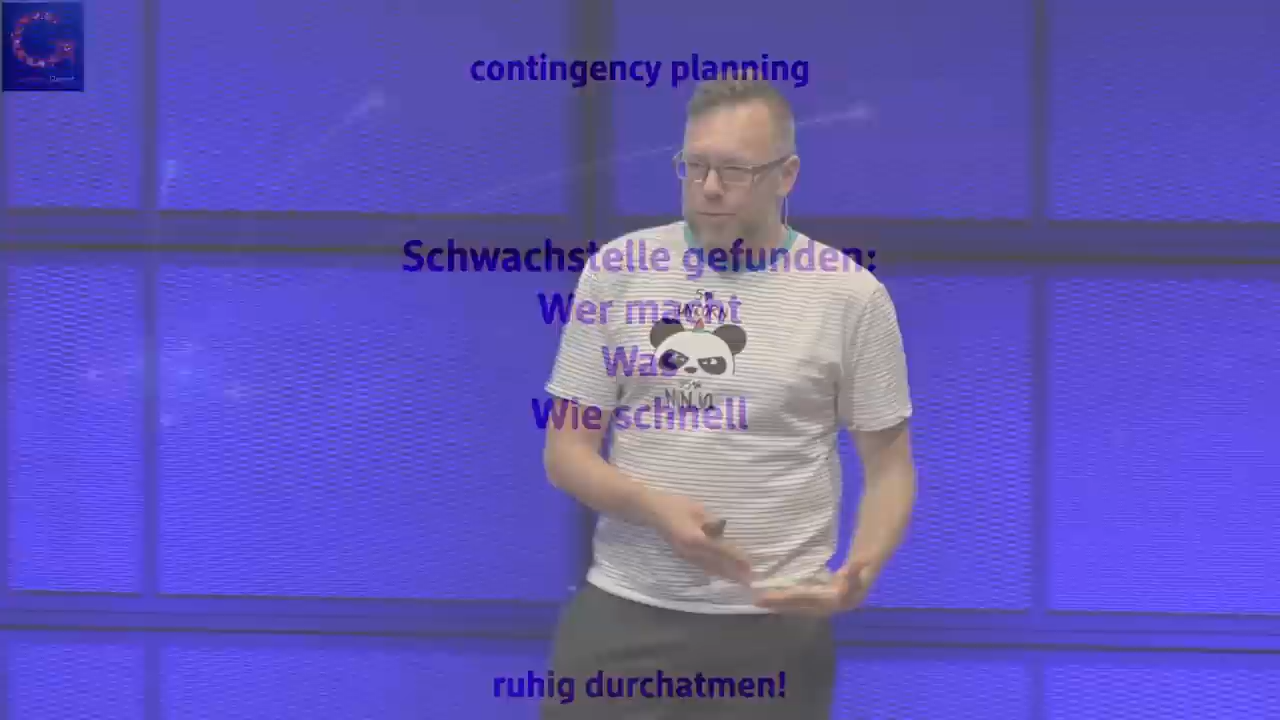 contingency planning
Schwachstelle gefunden:
Wer macht
Was
Wie schnell
ruhig durchatmen!